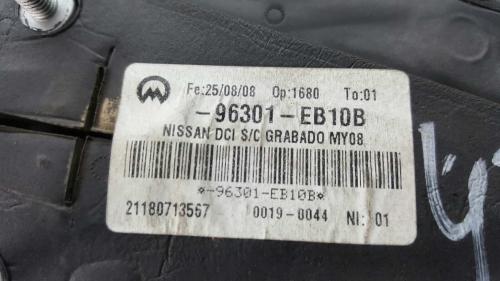 Fe:25/08/08 Op:1680 To:01
-96301-EB10B
NISSAN DCI S/C GRABADO MY08
*-96301-EB10B*
21180713567 0019-0044 NI: 01